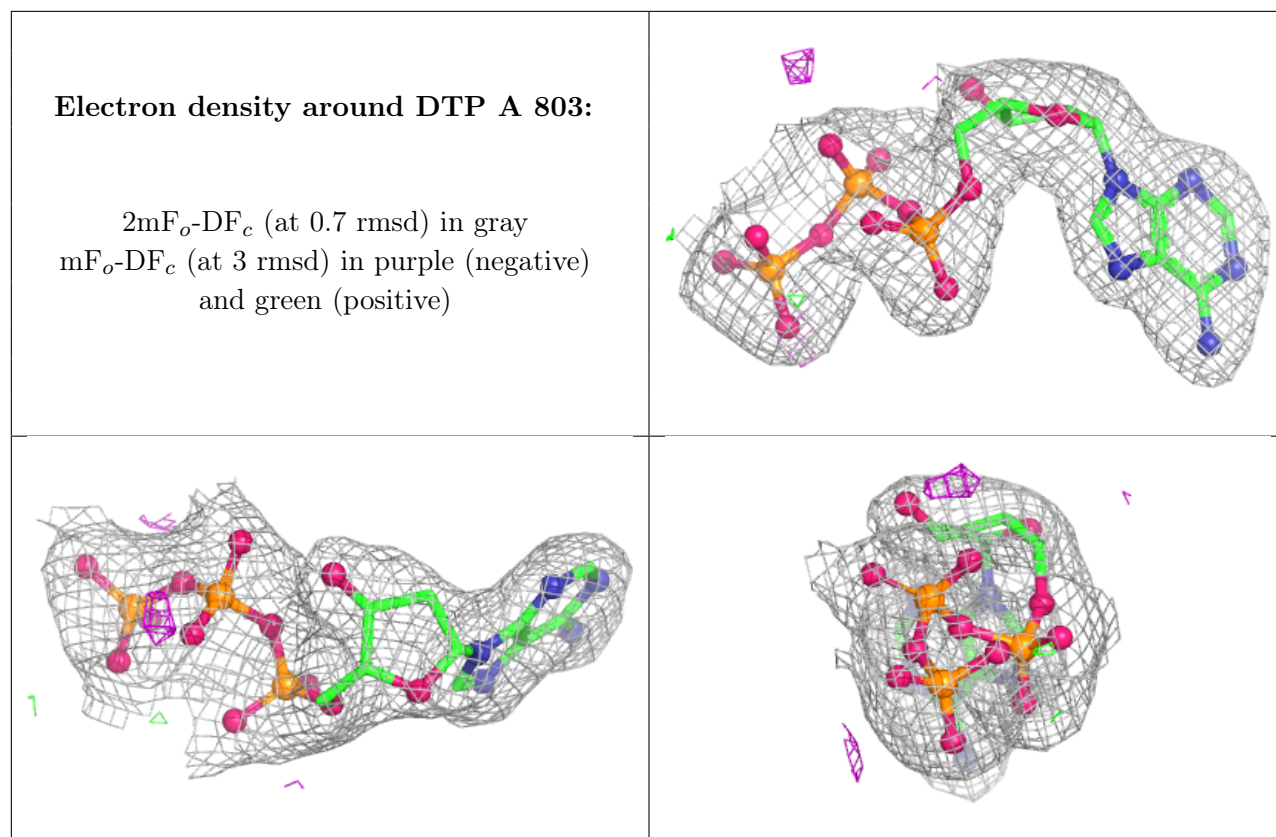 Electron density around DTP A 803:
2mFo-DFc (at 0.7 rmsd) in gray
mFo-DFc (at 3 rmsd) in purple (negative)
and green (positive)